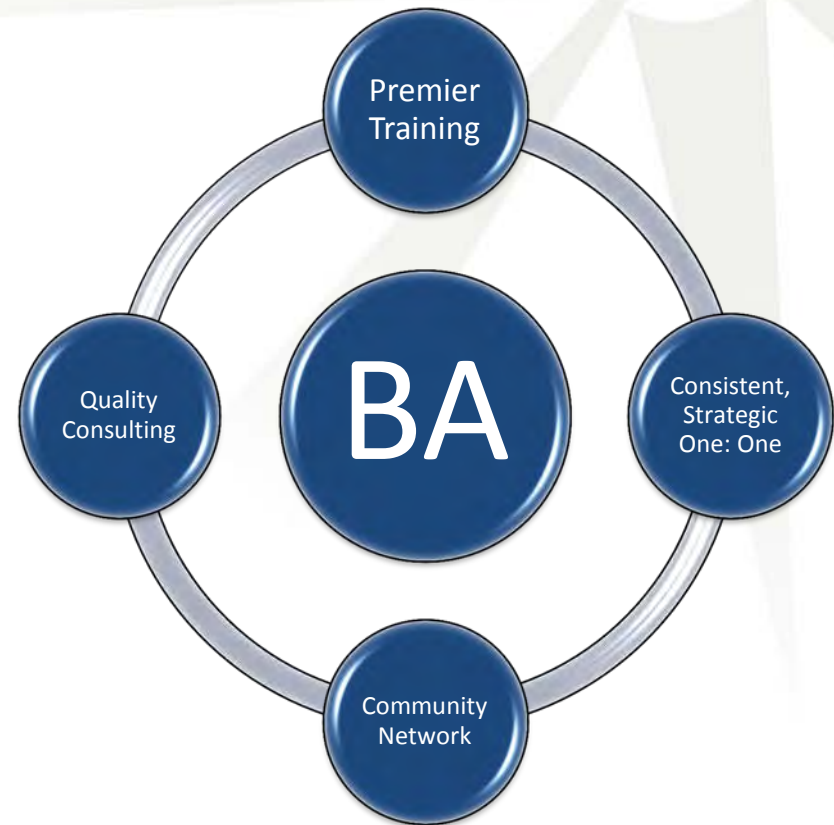 Premier
Training
Quality
Consulting
BA
Consistent,
Strategic
One: One
Community
Network